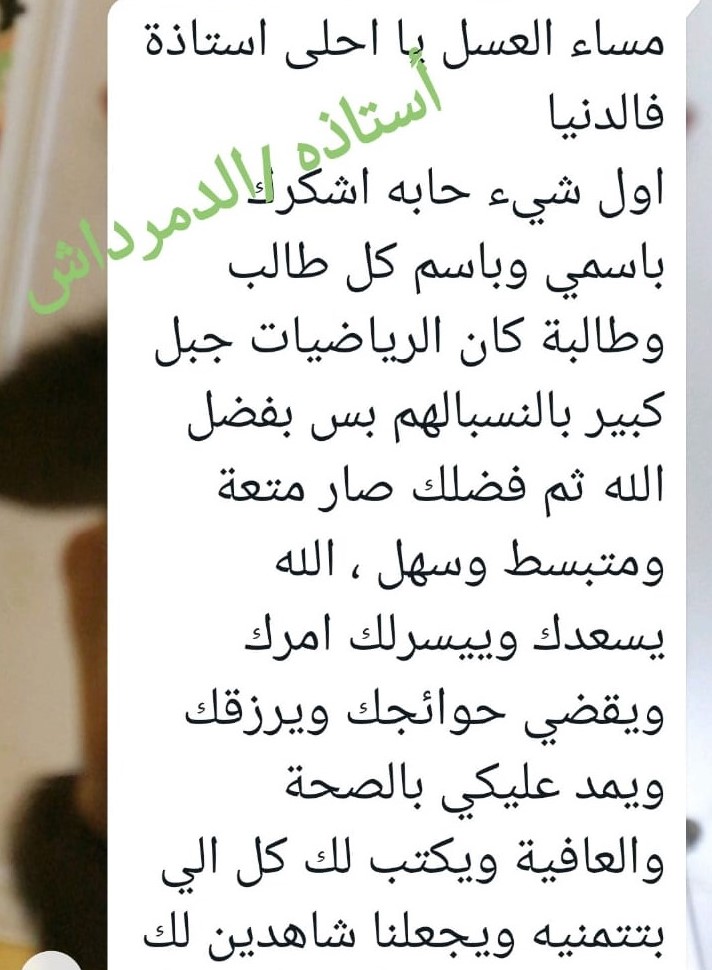 مساء العسل يا احلى استاذة
فالدنيا
اول شيء حابه اشكرك
باسمي وباسم كل طالب
وطالبة كان الرياضيات جبل
كبير بالنسبالهم بس بفضل
الله ثم فضلك صار متعة
ومتبسط وسهل ، الله
يسعدك وييسرلك امرك
ويقضي حوائجك ويرزقك
ويمد عليكي بالصحة
والعافية ويكتب لك كل الي
بتتمنيه ويجعلنا شاهدين لك
أستاذه /الدمرداش